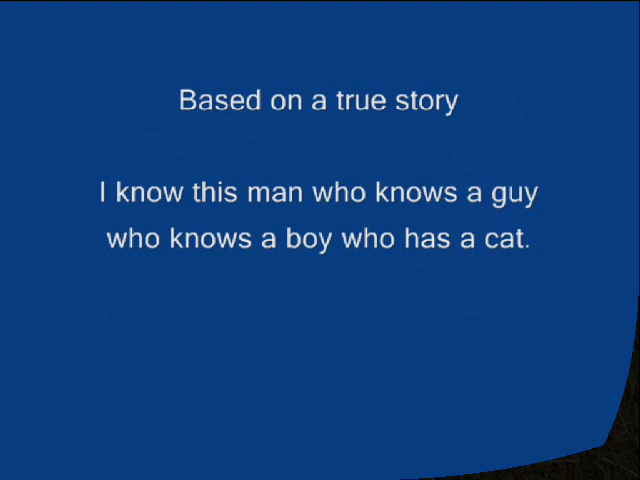 Based on a true story
I know this man who knows a guy
who knows a boy who has a cat.